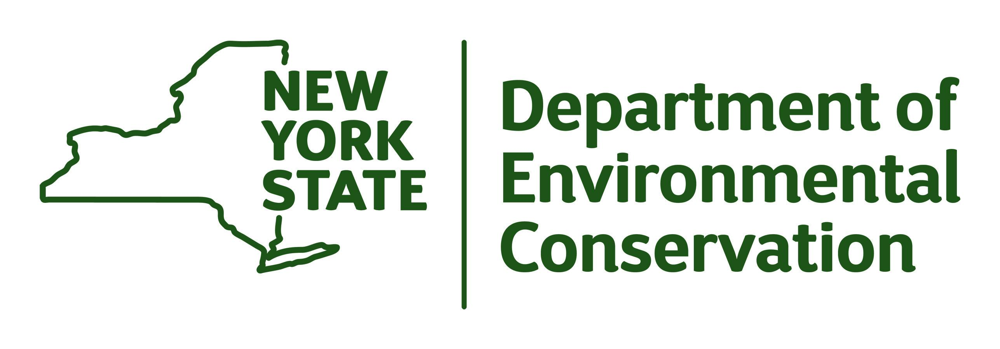 NEW
YORK
STATE
Department of
Environmental
Conservation